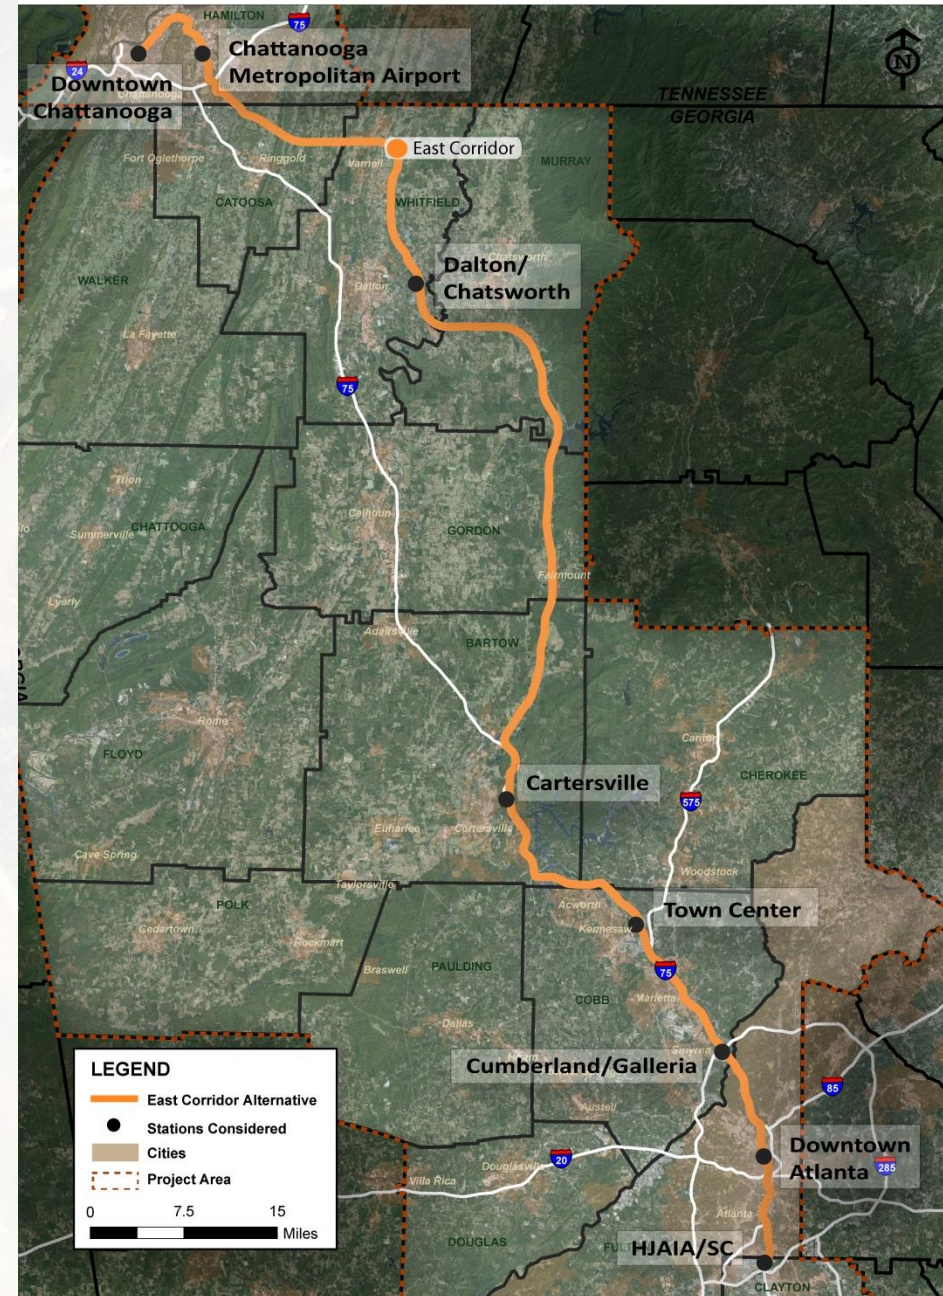 HAMILTON
75
Chattanooga
Metropolitan Airport
24
Downtown
Chattanooga
Chattanooga
N
TENNESSEE
GEORGIA
East Corridor
Fort Oglethorpe
Ringgold
Varnell
MURRAY
CATOOSA
WHITFIELD
Chatsworth
Dalton/
Chatsworth
WALKER
Dalton
La Fayette
75
Trion
CHATTOOGA
Summerville
Calhoun
GORDON
Lyerly
Fairmount
Adairsville
BARTOW
Rome
FLOYD
Canton
CHEROKEE
Cartersville
575
Euharlee
Cartersville
Cave Spring
Taylorsville
Woodstock
POLK
Acworth
Town Center
Cedartown
Kennesaw
Rockmart
Braswell
PAULDING
75
COBB
Marietta
Dallas
Smyrna
Hiram
Cumberland/Galleria
85
Austell
LEGEND
East Corridor Alternative
Stations Considered
Cities
Project Area
0 7.5 15
Miles
20
Douglasville
Villa Rica
Downtown
Atlanta
285
Atlanta
DOUGLAS
HJAIA/SC
CLAYTON